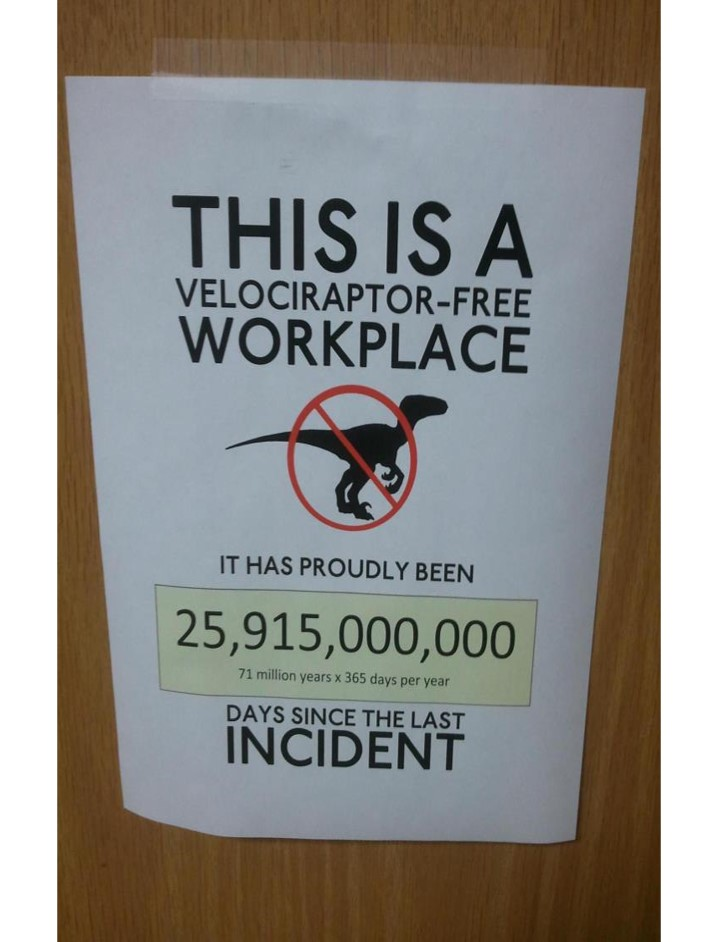 THIS IS A
VELOCIRAPTOR-FREE
WORKPLACE
IT HAS PROUDLY BEEN
25,915,000,000
71 million years x 365 days per year
DAYS SINCE THE LAST
INCIDENT